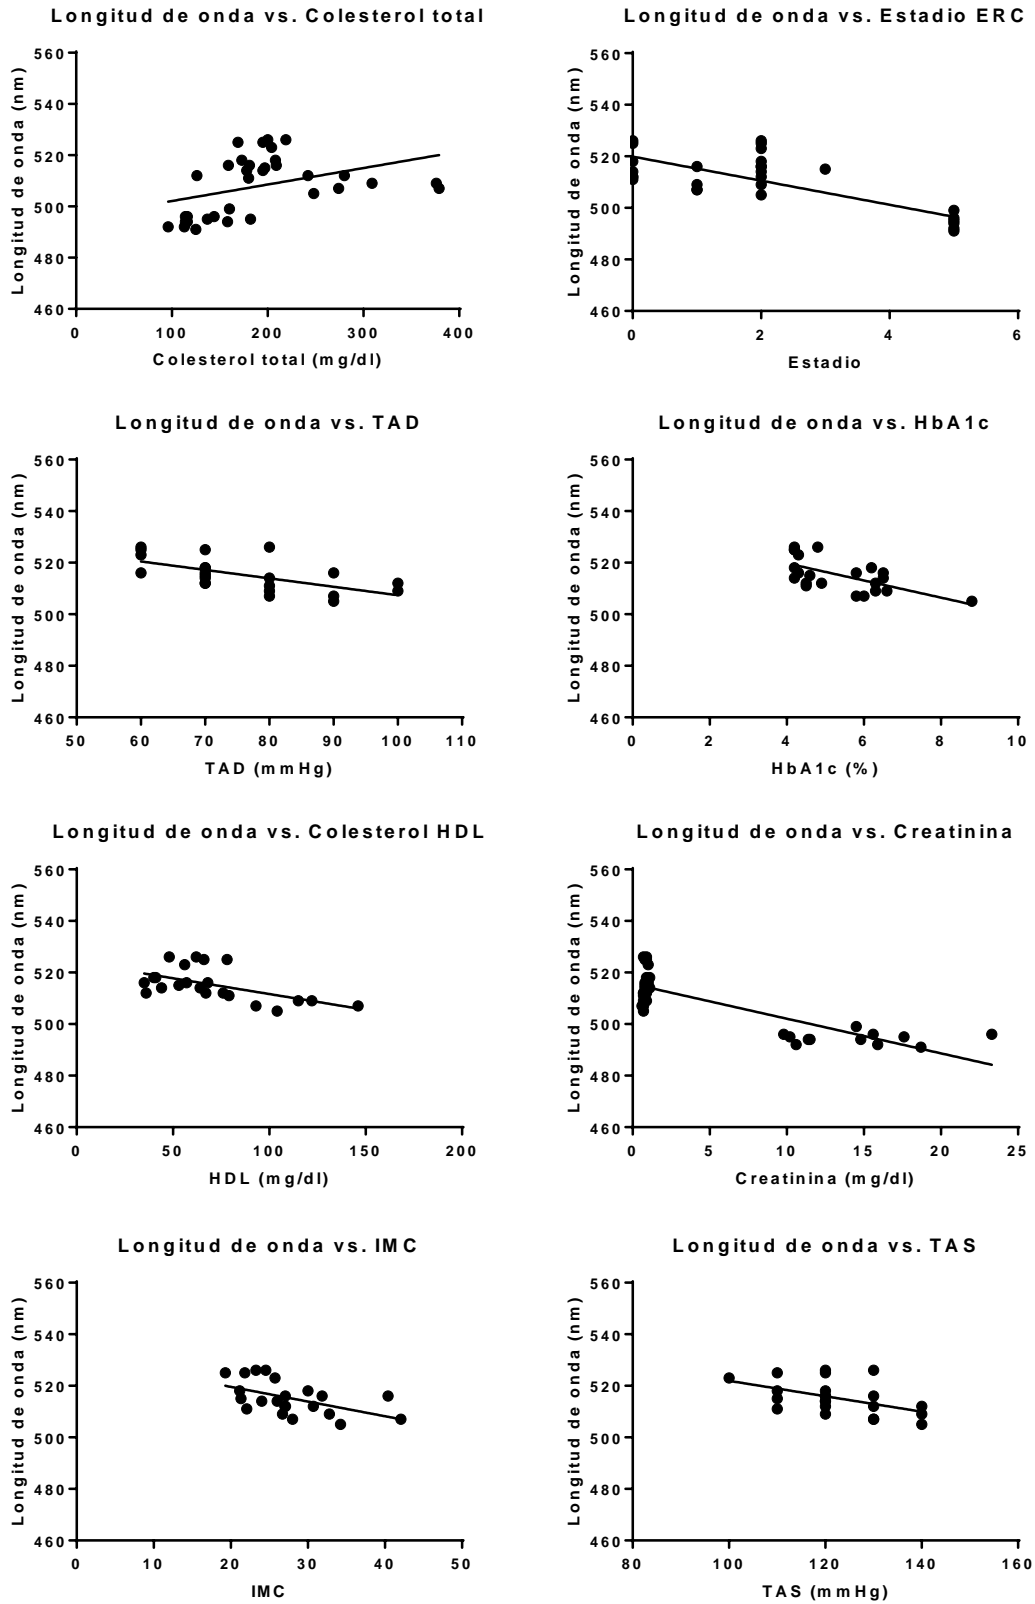 Longitud de onda vs. Colesterol total
Longitud de onda (nm)
560
540
520
500
480
460
0 100 200 300 400
Colesterol total (mg/dl)
Longitud de onda vs. Estadio ERC
Longitud de onda (nm)
560
540
520
500
480
460
0 2 4 6
Estadio
Longitud de onda vs. TAD
Longitud de onda (nm)
560
540
520
500
480
460
50 60 70 80 90 100 110
TAD (mmHg)
Longitud de onda vs. HbA1c
Longitud de onda (nm)
560
540
520
500
480
460
0 2 4 6 8 10
HbA1c (%)
Longitud de onda vs. Colesterol HDL
Longitud de onda (nm)
560
540
520
500
480
460
0 50 100 150 200
HDL (mg/dl)
Longitud de onda vs. Creatinina
Longitud de onda (nm)
560
540
520
500
480
460
0 5 10 15 20 25
Creatinina (mg/dl)
Longitud de onda vs. IMC
Longitud de onda (nm)
560
540
520
500
480
460
0 10 20 30 40 50
IMC
Longitud de onda vs. TAS
Longitud de onda (nm)
560
540
520
500
480
460
80 100 120 140 160
TAS (mmHg)